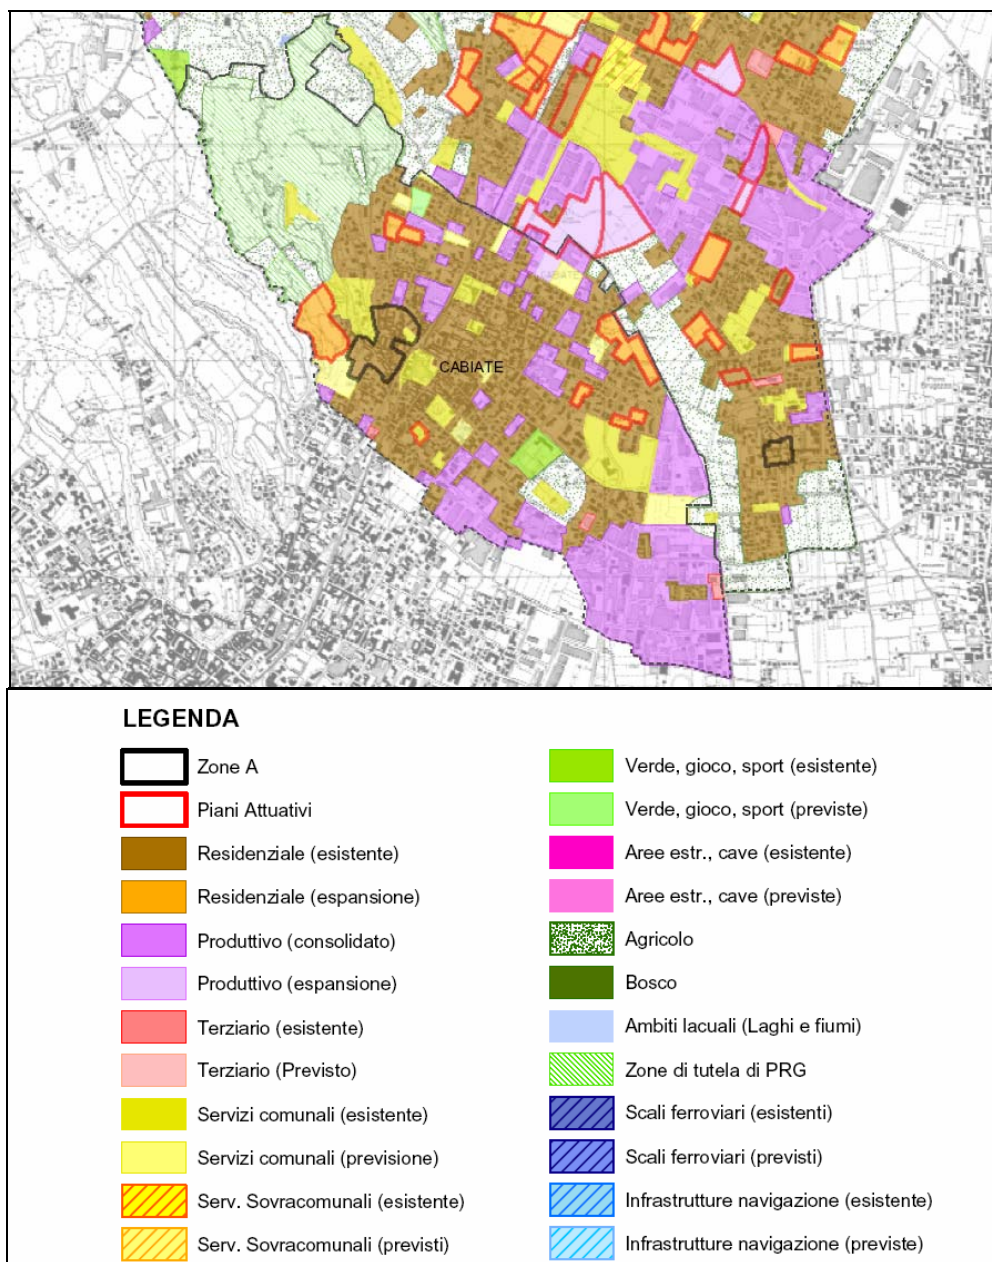 CABIATE
CABIATE
LEGENDA
Zone A
Piani Attuativi
Residenziale (esistente)
Residenziale (espansione)
Produttivo (consolidato)
Produttivo (espansione)
Terziario (esistente)
Terziario (Previsto)
Servizi comunali (esistente)
Servizi comunali (previsione)
Serv. Sovracomunali (esistente)
Serv. Sovracomunali (previsti)
Verde, gioco, sport (esistente)
Verde, gioco, sport (previste)
Aree estr., cave (esistente)
Aree estr., cave (previste)
Agricolo
Bosco
Ambiti lacuali (Laghi e fiumi)
Zone di tutela di PRG
Scali ferroviari (esistenti)
Scali ferroviari (previsti)
Infrastrutture navigazione (esistente)
Infrastrutture navigazione (previste)